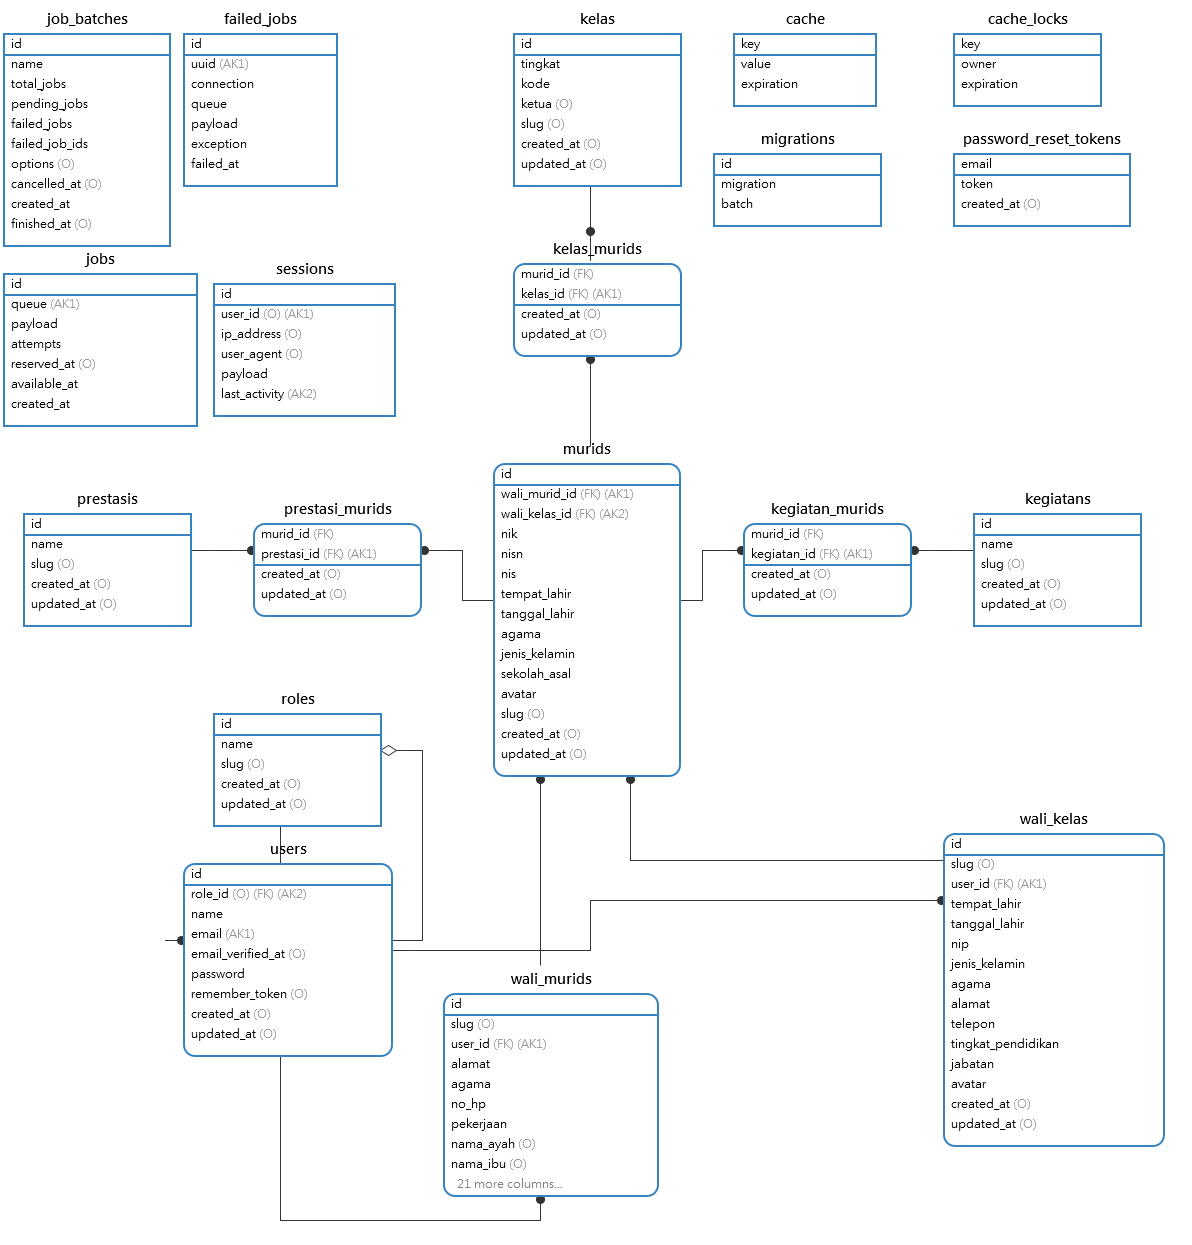 job_batches
id
name
total_jobs
pending_jobs
failed_jobs
failed_job_ids
options (O)
cancelled_at (O)
created_at
finished_at (O)
failed_jobs
id
uuid (AK1)
connection
queue
payload
exception
failed_at
kelas
id
tingkat
kode
ketua (O)
slug (O)
created_at (O)
updated_at (O)
cache
key
value
expiration
cache_locks
key
owner
expiration
migrations
id
migration
batch
password_reset_tokens
email
token
created_at (O)
jobs
id
queue (AK1)
payload
attempts
reserved_at (O)
available_at
created_at
sessions
id
user_id (O) (AK1)
ip_address (O)
user_agent (O)
payload
last_activity (AK2)
kelas_murids
murid_id (FK)
kelas_id (FK) (AK1)
created_at (O)
updated_at (O)
murids
id
wali_murid_id (FK) (AK1)
wali_kelas_id (FK) (AK2)
nik
nisn
nis
tempat_lahir
tanggal_lahir
agama
jenis_kelamin
sekolah_asal
avatar
slug (O)
created_at (O)
updated_at (O)
prestasis
id
name
slug (O)
created_at (O)
updated_at (O)
prestasi_murids
murid_id (FK)
prestasi_id (FK) (AK1)
created_at (O)
updated_at (O)
kegiatan_murids
murid_id (FK)
kegiatan_id (FK) (AK1)
created_at (O)
updated_at (O)
kegiatans
id
name
slug (O)
created_at (O)
updated_at (O)
roles
id
name
slug (O)
created_at (O)
updated_at (O)
users
id
role_id (O) (FK) (AK2)
name
email (AK1)
email_verified_at (O)
password
remember_token (O)
created_at (O)
updated_at (O)
wali_murids
id
slug (O)
user_id (FK) (AK1)
alamat
agama
no_hp
pekerjaan
nama_ayah (O)
nama_ibu (O)
21 more columns...
wali_kelas
id
slug (O)
user_id (FK) (AK1)
tempat_lahir
tanggal_lahir
nip
jenis_kelamin
agama
alamat
telepon
tingkat_pendidikan
jabatan
avatar
created_at (O)
updated_at (O)